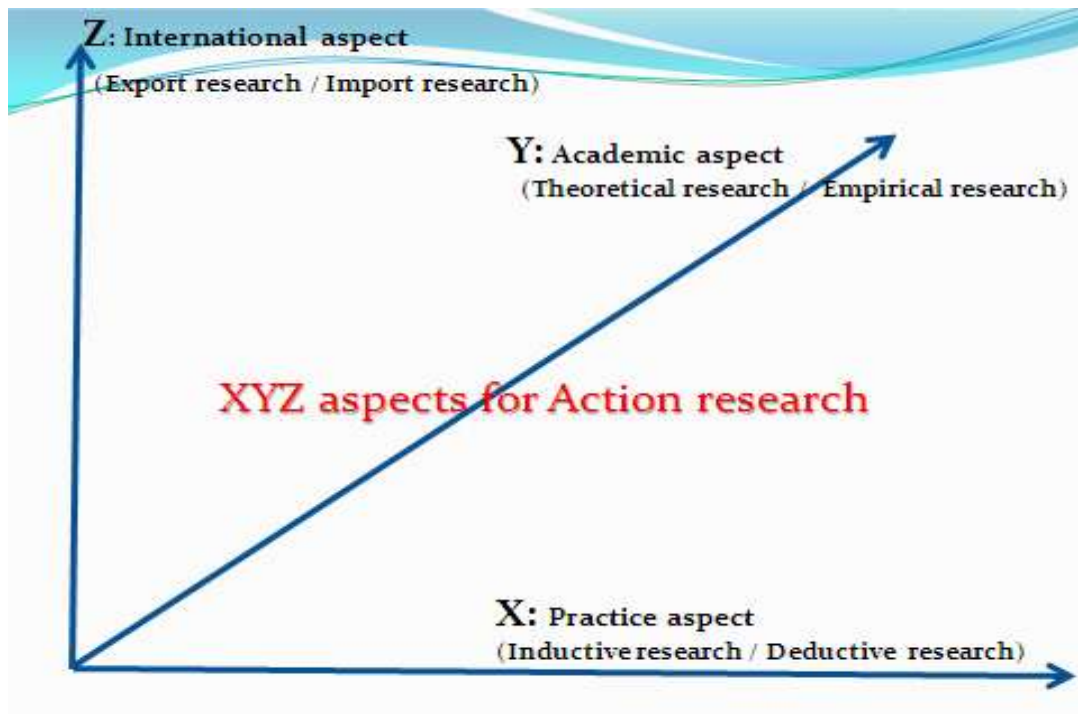 Z: International aspect
(Export research / Import research)
Y: Academic aspect
(Theoretical research / Empirical research)
XYZ aspects for Action research
X: Practice aspect
(Inductive research / Deductive research)